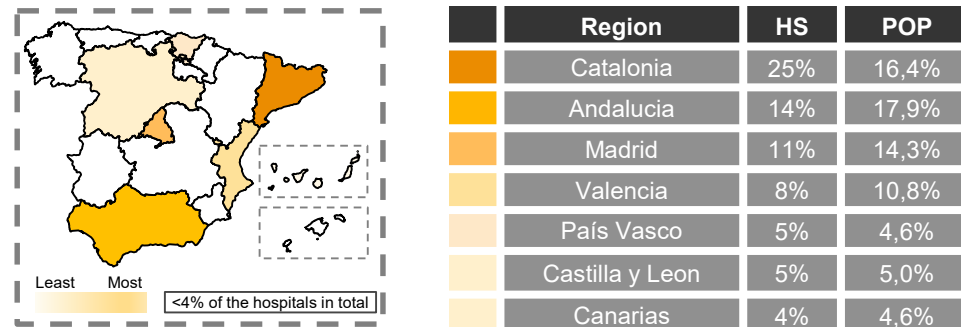 Least Most
<4% of the hospitals in total
Region HS POP
Catalonia 25% 16,4%
Andalucia 14% 17,9%
Madrid 11% 14,3%
Valencia 8% 10,8%
País Vasco 5% 4,6%
Castilla y Leon 5% 5,0%
Canarias 4% 4,6%